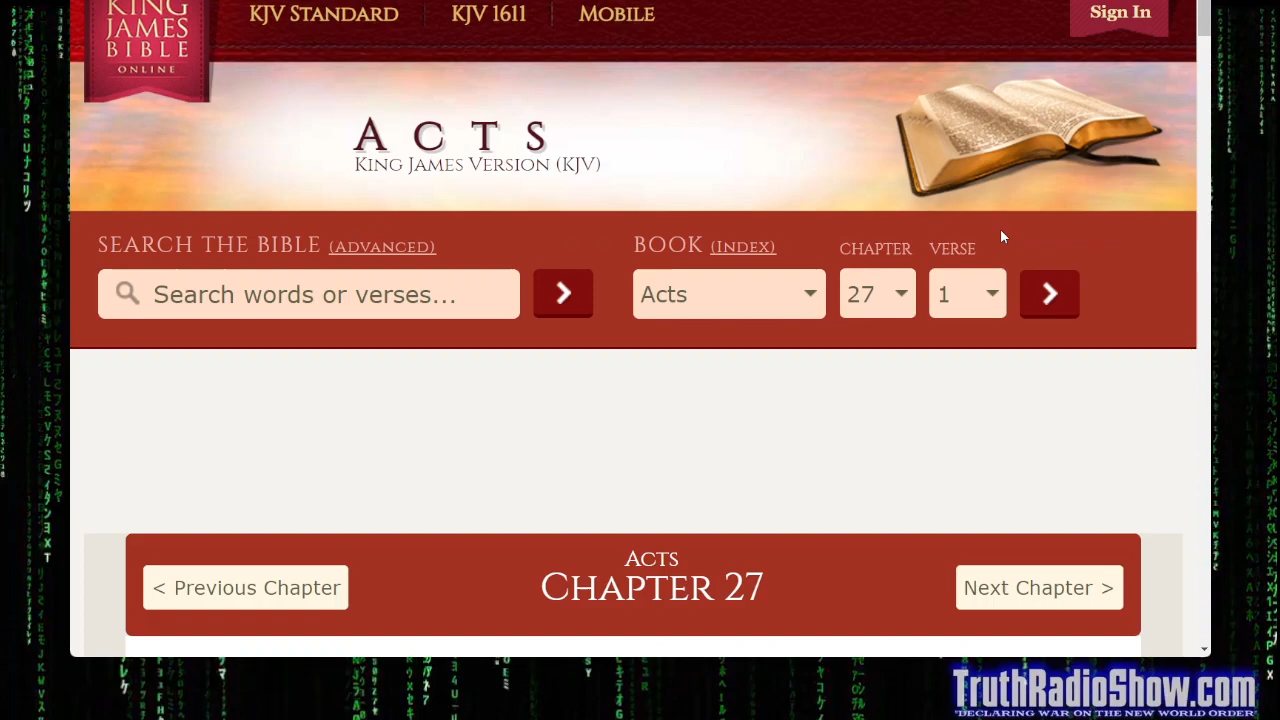 KING
JAMES
BIBLE
ONLINE
KJV Standard
KJV 1611
Mobile
Sign In
Acts
King James Version (KJV)
SEARCH THE BIBLE (ADVANCED)
Search words or verses...
BOOK (INDEX)
Acts
CHAPTER
27
VERSE
1
Acts
< Previous Chapter
Chapter 27
Next Chapter >
TruthRadioShow.com
"DECLARING WAR ON THE NEW WORLD ORDER"